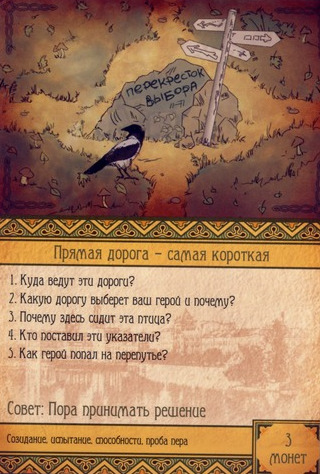 ПЕРЕКРЕСТОК
ВЫБОРА
Прямая дорога – самая короткая
1. Куда ведут эти дороги?
2. Какую дорогу выберет ваш герой и почему?
3. Почему здесь сидит эта птица?
4. Кто поставил эти указатели?
5. Как герой попал на перепутье?
Совет: Пора принимать решение
Созидание, испытание, способности, проба пера
3
МОНЕТ